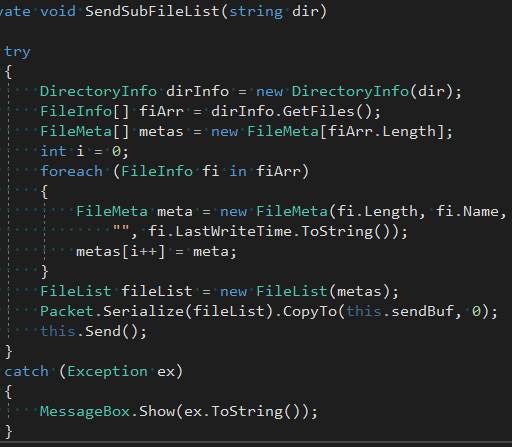 vate void SendSubFileList(string dir)
try
{
DirectoryInfo dirInfo = new DirectoryInfo(dir);
FileInfo[] fiArr = dirInfo.GetFiles();
FileMeta[] metas = new FileMeta[fiArr.Length];
int i = 0;
foreach (FileInfo fi in fiArr)
{
FileMeta meta = new FileMeta(fi.Length, fi.Name,
"", fi.LastWriteTime.ToString());
metas[i++] = meta;
}
FileList fileList = new FileList(metas);
Packet.Serialize(fileList).CopyTo(this.sendBuf, 0);
this.Send();
}
catch (Exception ex)
{
MessageBox.Show(ex.ToString());
}